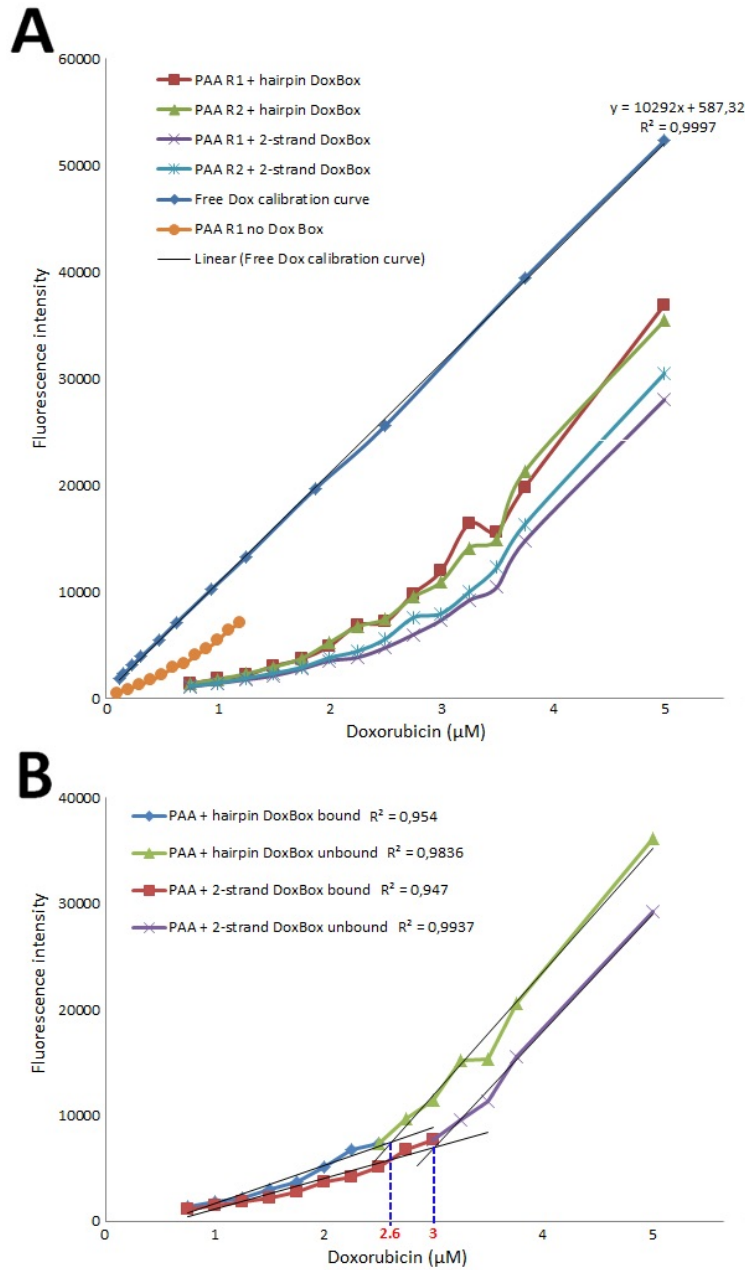 A
60000
50000
40000
30000
20000
10000
0
Fluorescence intensity
PAA R1 + hairpin DoxBox
PAA R2 + hairpin DoxBox
PAA R1 + 2-strand DoxBox
PAA R2 + 2-strand DoxBox
Free Dox calibration curve
PAA R1 no Dox Box
Linear (Free Dox calibration curve)
y = 10292x + 587,32
R² = 0,9997
0 1 2 3 4 5
Doxorubicin (µM)
B
40000
30000
20000
10000
0
Fluorescence intensity
PAA + hairpin DoxBox bound R² = 0,954
PAA + hairpin DoxBox unbound R² = 0,9836
PAA + 2-strand DoxBox bound R² = 0,947
PAA + 2-strand DoxBox unbound R² = 0,9937
0 1 2 2.6 3 4 5
Doxorubicin (µM)